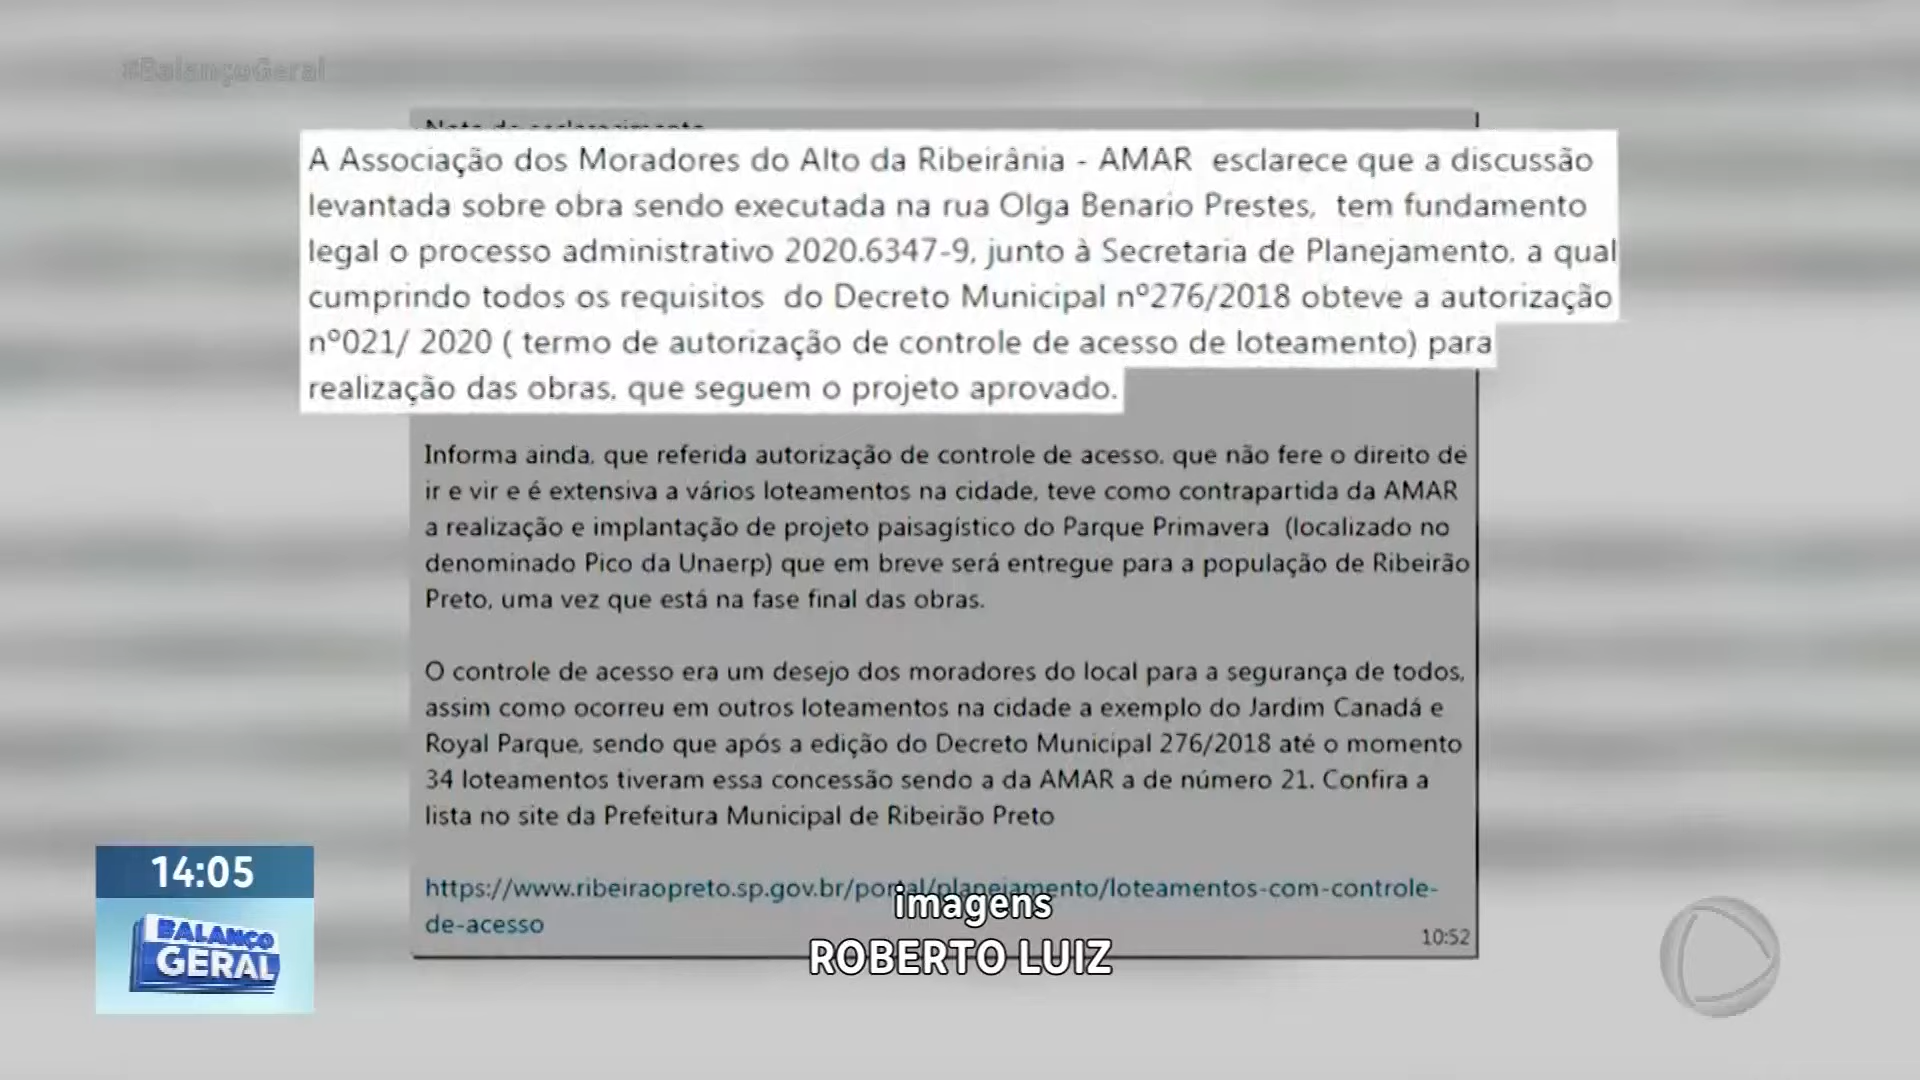 #BalançoGeral
Nota de esclarecimento
A Associação dos Moradores do Alto da Ribeirânia - AMAR esclarece que a discussão
levantada sobre obra sendo executada na rua Olga Benario Prestes, tem fundamento
legal o processo administrativo 2020.6347-9, junto à Secretaria de Planejamento, a qual
cumprindo todos os requisitos do Decreto Municipal nº276/2018 obteve a autorização
nº021/ 2020 ( termo de autorização de controle de acesso de loteamento) para
realização das obras, que seguem o projeto aprovado.
Informa ainda, que referida autorização de controle de acesso, que não fere o direito de
ir e vir e é extensiva a vários loteamentos na cidade, teve como contrapartida da AMAR
a realização e implantação de projeto paisagístico do Parque Primavera (localizado no
denominado Pico da Unaerp) que em breve será entregue para a população de Ribeirão
Preto, uma vez que está na fase final das obras.
O controle de acesso era um desejo dos moradores do local para a segurança de todos,
assim como ocorreu em outros loteamentos na cidade a exemplo do Jardim Canadá e
Royal Parque, sendo que após a edição do Decreto Municipal 276/2018 até o momento
34 loteamentos tiveram essa concessão sendo a da AMAR a de número 21. Confira a
lista no site da Prefeitura Municipal de Ribeirão Preto
https://www.ribeiraopreto.sp.gov.br/portal/planejamento/loteamentos-com-controle-
de-acesso
10:52
imagens
ROBERTO LUIZ
14:05
BALANÇO
GERAL